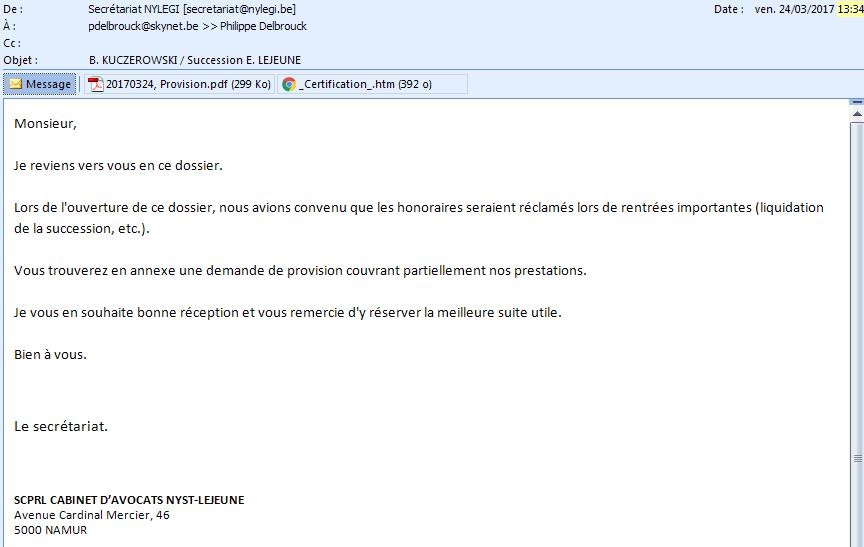 De : Secrétariat NYLEGI [secretariat@nylegi.be] Date : ven. 24/03/2017 13:34
À : pdelbrouck@skynet.be >> Philippe Delbrouck
Cc :
Objet : B. KUCZEROWSKI / Succession E. LEJEUNE
Message 20170324, Provision.pdf (299 Ko) _Certification_.htm (392 o)
Monsieur,
Je reviens vers vous en ce dossier.
Lors de l'ouverture de ce dossier, nous avions convenu que les honoraires seraient réclamés lors de rentrées importantes (liquidation
de la succession, etc.).
Vous trouverez en annexe une demande de provision couvrant partiellement nos prestations.
Je vous en souhaite bonne réception et vous remercie d'y réserver la meilleure suite utile.
Bien à vous.
Le secrétariat.
SCPRL CABINET D'AVOCATS NYST-LEJEUNE
Avenue Cardinal Mercier, 46
5000 NAMUR